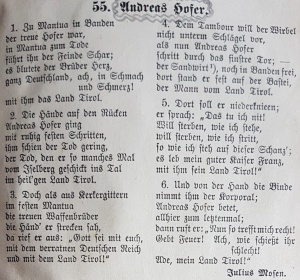 55. Andreas Hofer.
1. Zu Mantua in Banden
der treue Hofer war,
in Mantua zum Tode
führt ihn der Feinde Schar;
es blutete der Brüder Herz,
ganz Deutschland, ach, in Schmach
und Schmerz!
mit ihm das Land Tirol.
2. Die Hände auf den Rücken
Andreas Hofer ging
mit ruhig festen Schritten,
ihm schien der Tod gering,
der Tod, den er so manches Mal
vom Iselberg geschickt ins Tal
im heil'gen Land Tirol.
3. Doch als aus Kerkergittern
im festen Mantua
die treuen Waffenbrüder
die Händ' er strecken sah,
da rief er aus: „Gott sei mit euch,
mit dem verratnen Deutschen Reich
und mit dem Land Tirol!"
4. Dem Tambour will der Wirbel
nicht unterm Schlägel vor,
als nun Andreas Hofer
schritt durch das finstre Tor; —
der Sandwirt!), noch in Banden frei,
dort stand er fest auf der Bastei,
der Mann vom Land Tirol.
5. Dort soll er niederknien;
er sprach: „Das tu ich nit!
Will sterben, wie ich stehe,
will sterben, wie ich stritt,
so wie ich steh auf dieser Schanz';
es leb mein guter Kaiser Franz,
mit ihm sein Land Tirol!"
6. Und von der Hand die Binde
nimmt ihm der Korporal;
Andreas Hofer betet,
allhier zum letztenmal;
dann ruft er: „Nun so trefft mich recht!
Gebt Feuer! Ach, wie schießt ihr
schlecht!
Ade, mein Land Tirol!"
Julius Mosen.